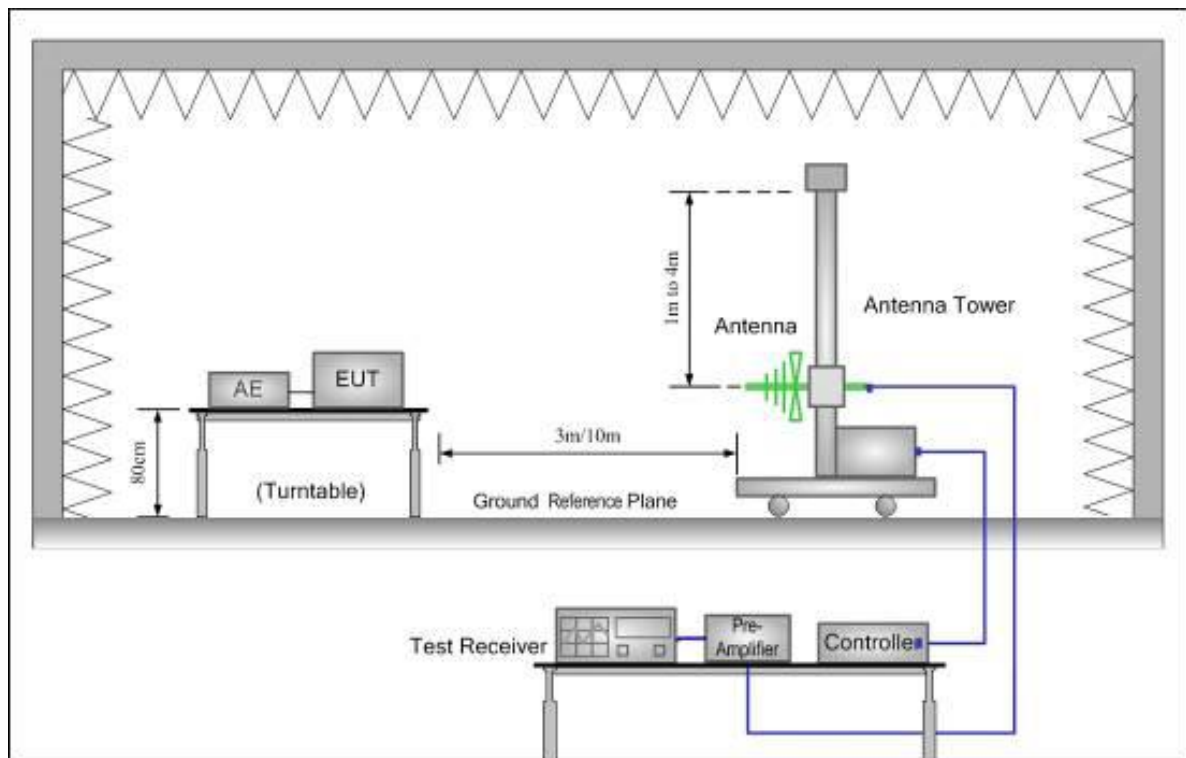 1m to 4m
Antenna Tower
Antenna
AE
EUT
3m/10m
80cm
(Turntable)
Ground Reference Plane
Test Receiver
Pre-
Amplifier
Controlle